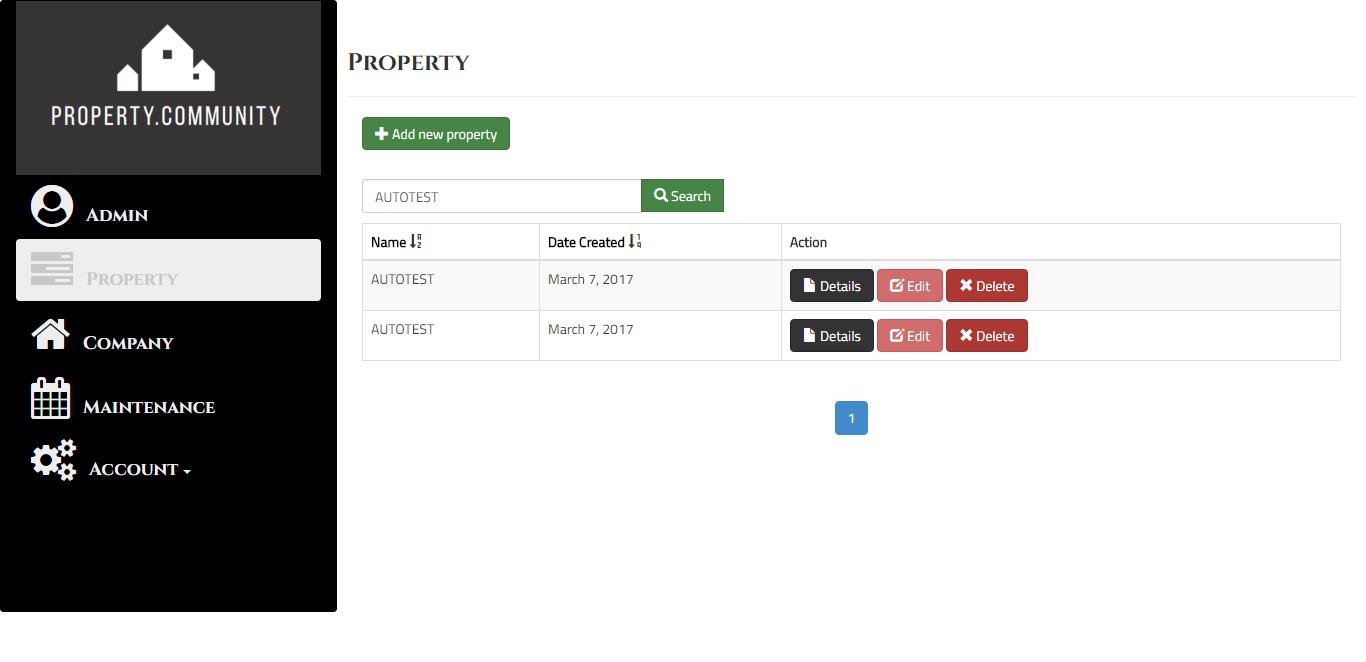 PROPERTY.COMMUNITY
Admin
Property
Company
Maintenance
Account
Property
Add new property
AUTOTEST Search
Name Date Created Action
AUTOTEST March 7, 2017 Details Edit Delete
AUTOTEST March 7, 2017 Details Edit Delete
1